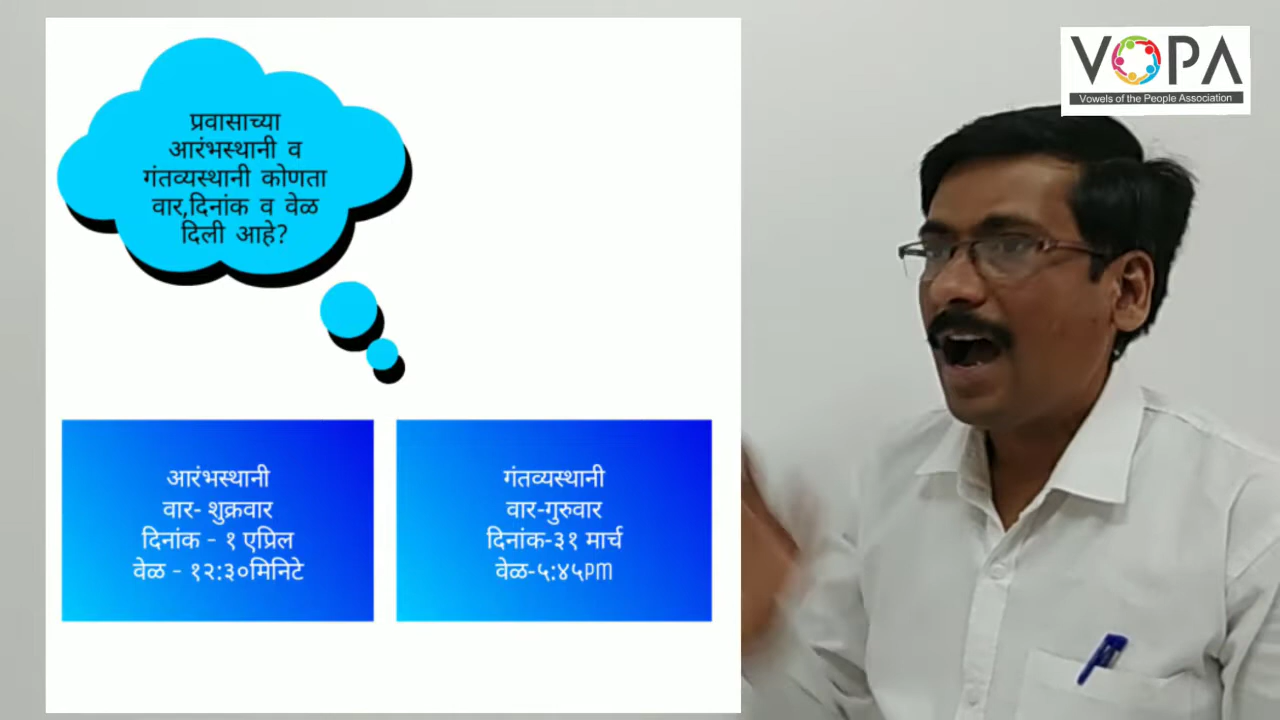 प्रवासाच्या
आरंभस्थानी व
गंतव्यस्थानी कोणता
वार,दिनांक व वेळ
दिली आहे?
आरंभस्थानी
वार- शुक्रवार
दिनांक - १ एप्रिल
वेळ - १२:३०मिनिटे
गंतव्यस्थानी
वार-गुरुवार
दिनांक-३१ मार्च
वेळ-५:४५PM
VOPA
Vowels of the People Association